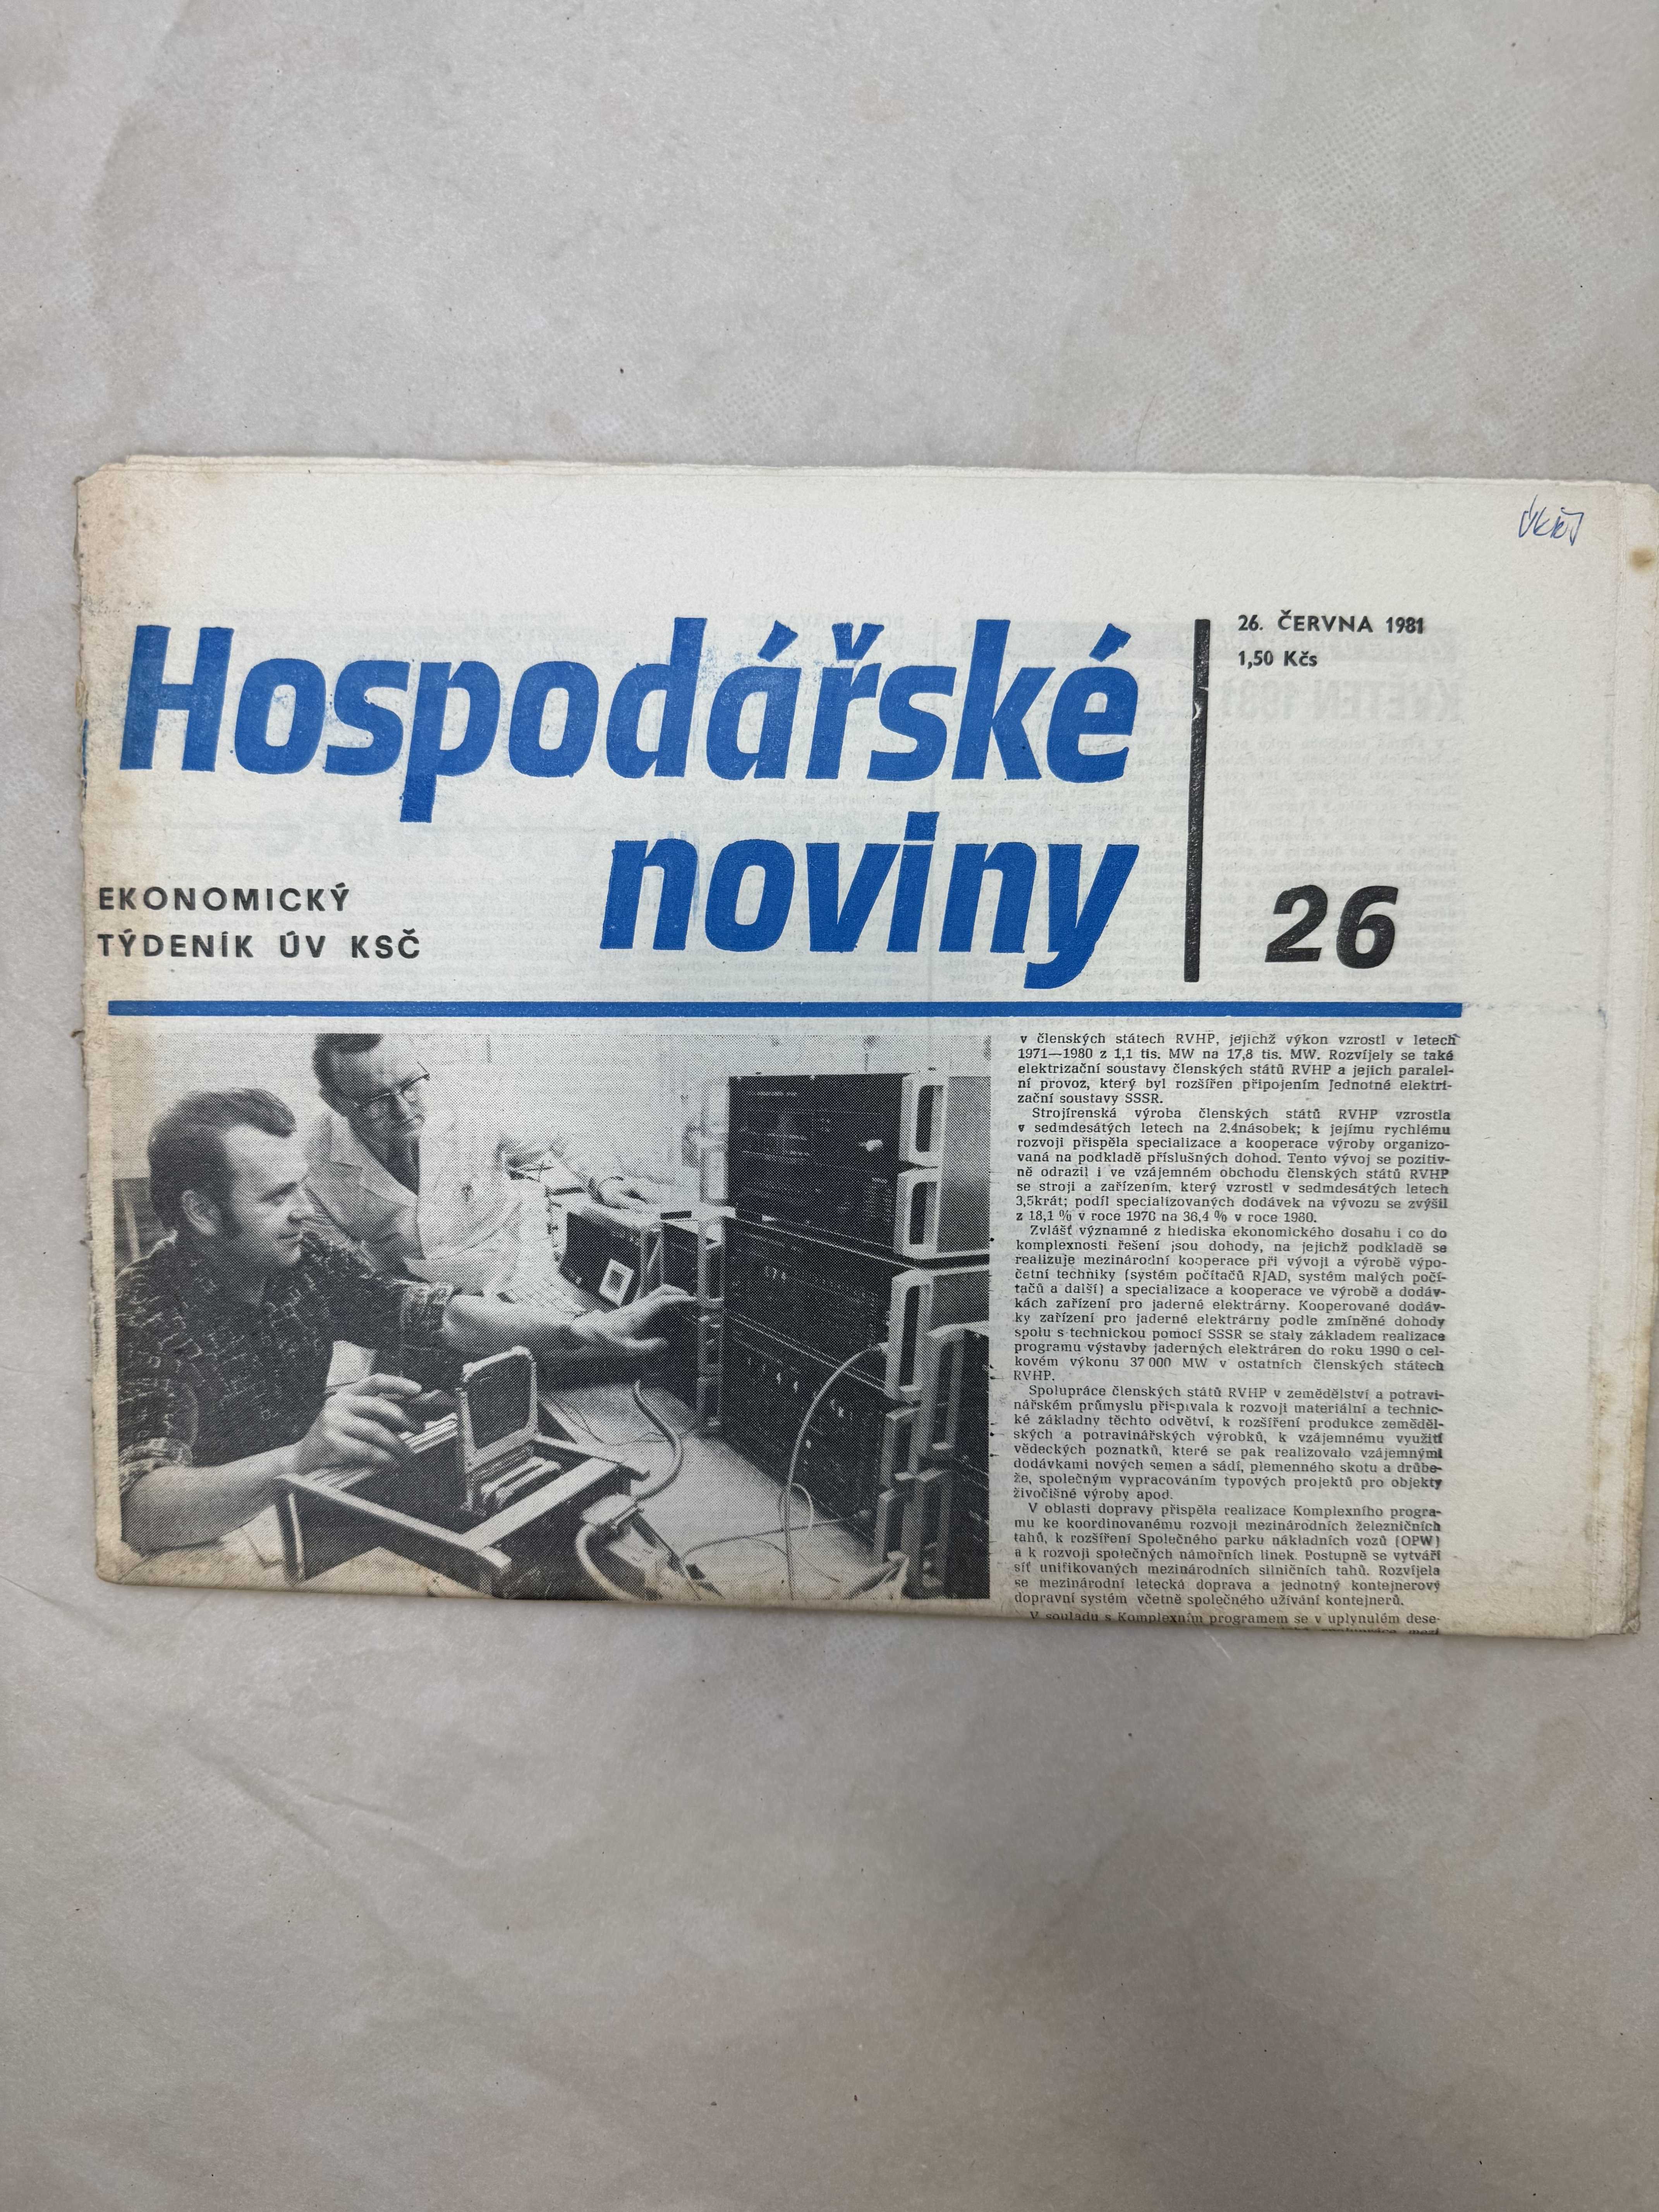 Hospodářské
noviny
EKONOMICKÝ
TÝDENÍK ÚV KSČ
26. ČERVNA 1981
1,50 Kčs
26
v členských státech RVHP, jejichž výkon vzrostl v letech
1971—1980 z 1,1 tis. MW na 17,8 tis. MW. Rozvíjely se také
elektrizační soustavy členských států RVHP a jejich paralel-
ní provoz, který byl rozšířen připojením Jednotné elektri-
zační soustavy SSSR.
Strojírenská výroba členských států RVHP vzrostla
v sedmdesátých letech na 2,4násobek; k jejímu rychlému
rozvoji přispěla specializace a kooperace výroby organizo-
vaná na podkladě příslušných dohod. Tento vývoj se pozitiv-
ně odrazil i ve vzájemném obchodu členských států RVHP
se stroji a zařízením, který vzrostl v sedmdesátých letech
3,5krát; podíl specializovaných dodávek na vývozu se zvýšil
z 18,1 % v roce 1970 na 36,4 % v roce 1980.
Zvlášť významné z hlediska ekonomického dosahu i co do
komplexnosti řešení jsou dohody, na jejichž podkladě se
realizuje mezinárodní kooperace při vývoji a výrobě výpo-
četní techniky (systém počítačů RJAD, systém malých počí-
tačů a další) a specializace a kooperace ve výrobě a dodáv-
kách zařízení pro jaderné elektrárny. Kooperované dodáv-
ky zařízení pro jaderné elektrárny podle zmíněné dohody
spolu s technickou pomocí SSSR se staly základem realizace
programu výstavby jaderných elektráren do roku 1990 o cel-
kovém výkonu 37 000 MW v ostatních členských státech
RVHP.
Spolupráce členských států RVHP v zemědělství a potravi-
nářském průmyslu přispívala k rozvoji materiální a technic-
ké základny těchto odvětví, k rozšíření produkce zeměděl-
ských a potravinářských výrobků, k vzájemnému využití
vědeckých poznatků, které se pak realizovalo vzájemnými
dodávkami nových semen a sádí, plemenného skotu a drůbe-
že, společným vypracováním typových projektů pro objekty
živočišné výroby apod.
V oblasti dopravy přispěla realizace Komplexního progra-
mu ke koordinovanému rozvoji mezinárodních železničních
tahů, k rozšíření Společného parku nákladních vozů (OPW)
a k rozvoji společných námořních linek. Postupně se vytváří
síť unifikovaných mezinárodních silničních tahů. Rozvíjela
se mezinárodní letecká doprava a jednotný kontejnerový
dopravní systém včetně společného užívání kontejnerů.
V souladu s Komplexním programem se v uplynulém dese-